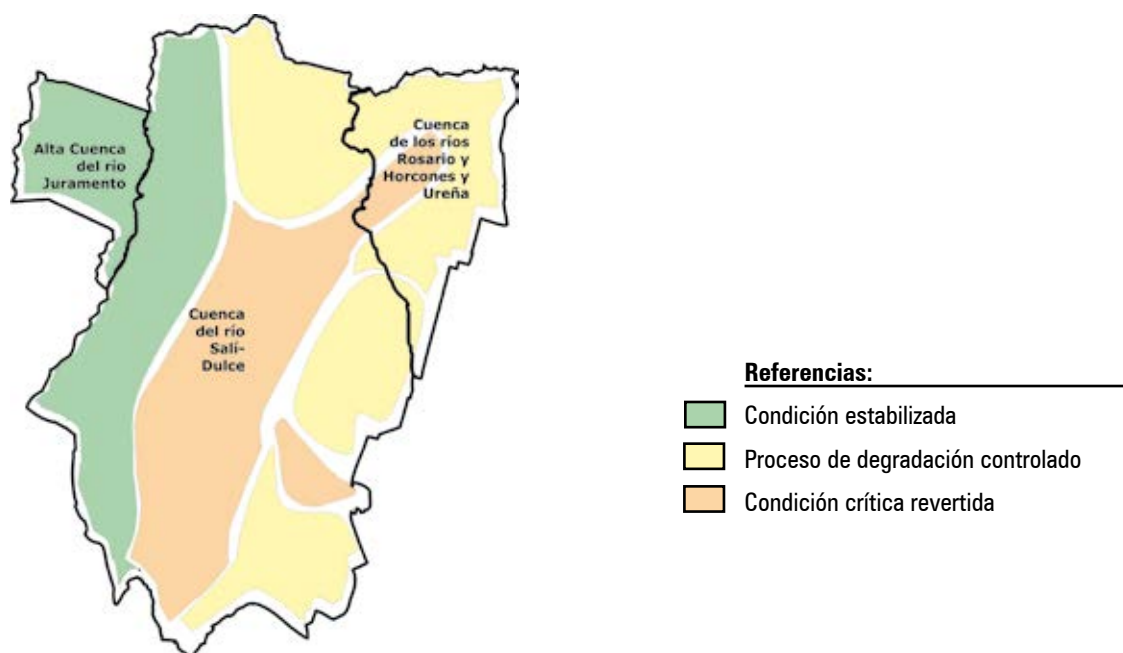 Alta Cuenca
del río
Juramento
Cuenca
de los ríos
Rosario y
Horcones y
Ureña
Cuenca
del río
Salí-
Dulce
Referencias:
Condición estabilizada
Proceso de degradación controlado
Condición crítica revertida